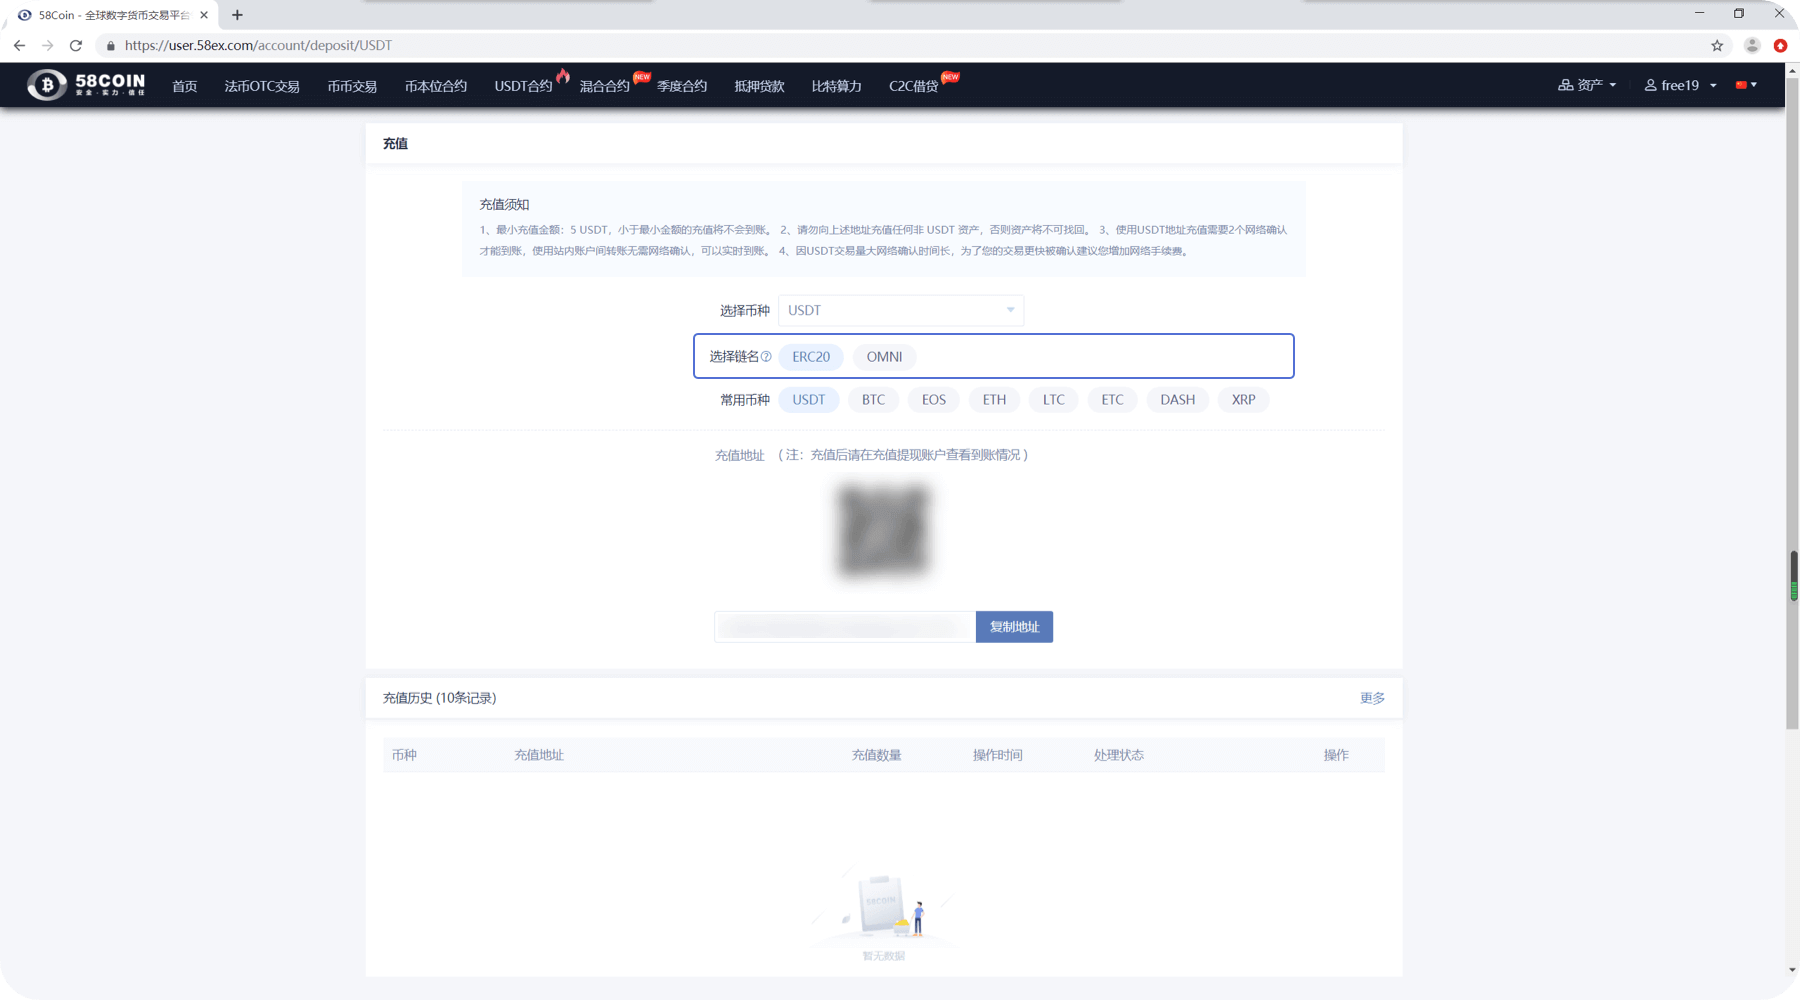 58Coin - 全球数字货币交易平台
https://user.58ex.com/account/deposit/USDT
58COIN
安全·实力·信任
首页 法币OTC交易 币币交易 币本位合约 USDT合约 混合合约 NEW 季度合约 抵押贷款 比特算力 C2C借贷 NEW 资产 free19
充值
充值须知
1、最小充值金额：5 USDT，小于最小金额的充值将不会到账。 2、请勿向上述地址充值任何非 USDT 资产，否则资产将不可找回。 3、使用USDT地址充值需要2个网络确认
才能到账，使用站内账户间转账无需网络确认，可以实时到账。 4、因USDT交易量大网络确认时间长，为了您的交易更快被确认建议您增加网络手续费。
选择币种 USDT
选择链名? ERC20 OMNI
常用币种 USDT BTC EOS ETH LTC ETC DASH XRP
充值地址 （注：充值后请在充值提现账户查看到账情况）
复制地址
充值历史 (10条记录) 更多
币种 充值地址 充值数量 操作时间 处理状态 操作
58COIN
暂无数据